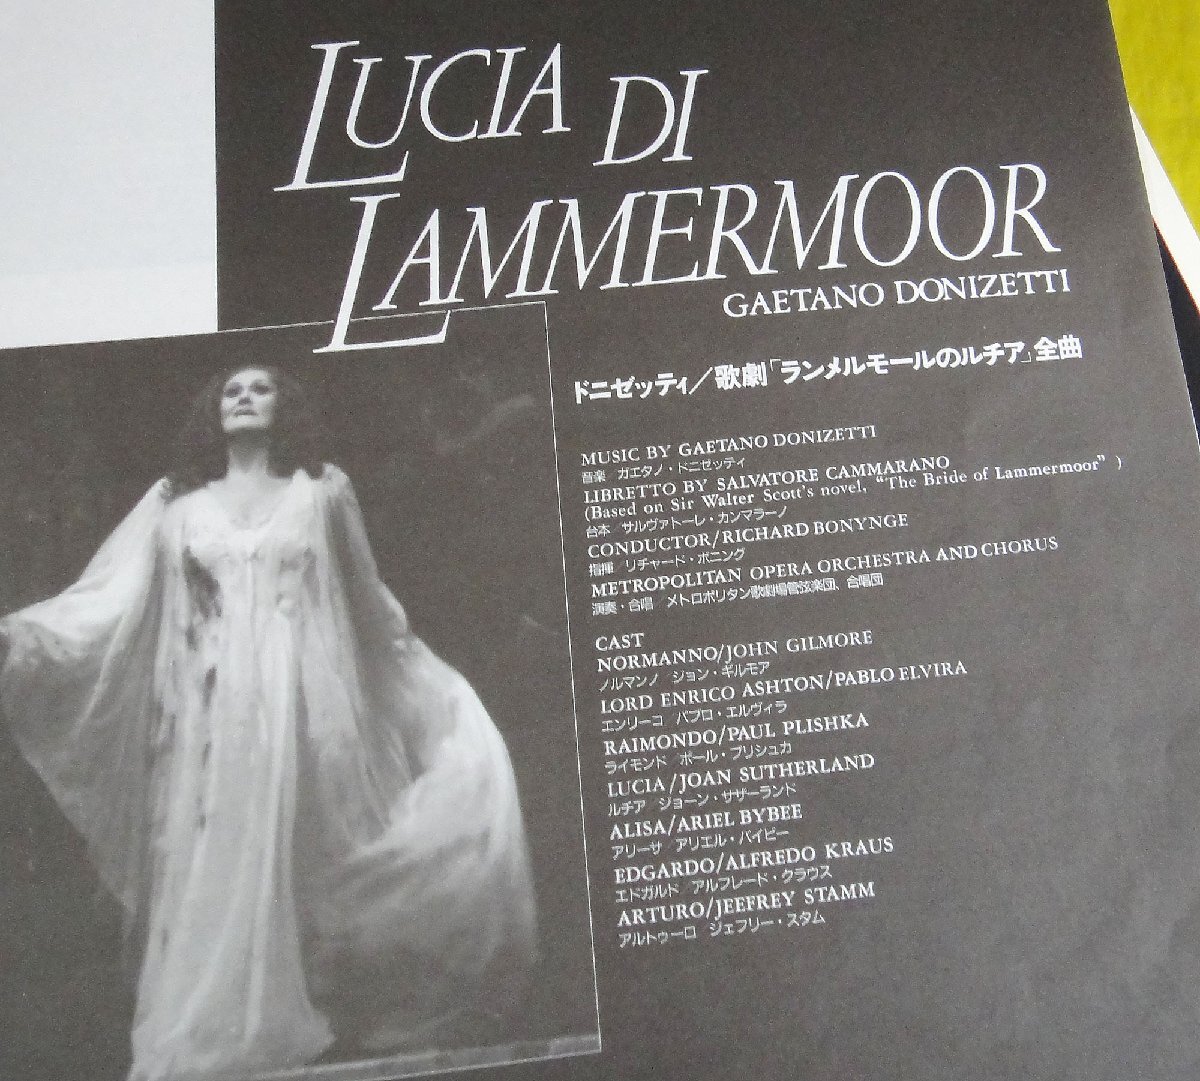 LUCIA DI
LAMMERMOOR
GAETANO DONIZETTI
ドニゼッティ／歌劇「ランメルモールのルチア」全曲
MUSIC BY GAETANO DONIZETTI
音楽／ガエタノ・ドニゼッティ
LIBRETTO BY SALVATORE CAMMARANO
(Based on Sir Walter Scott's novel, “The Bride of Lammermoor” )
台本／サルヴァトーレ・カンマラーノ
CONDUCTOR/RICHARD BONYNGE
指揮／リチャード・ボニング
METROPOLITAN OPERA ORCHESTRA AND CHORUS
演奏・合唱／メトロポリタン歌劇場管弦楽団、合唱団
CAST
NORMANNO/JOHN GILMORE
ノルマンノ／ジョン・ギルモア
LORD ENRICO ASHTON/PABLO ELVIRA
エンリーコ／パブロ・エルヴィラ
RAIMONDO/PAUL PLISHKA
ライモンド／ポール・プリシュカ
LUCIA/JOAN SUTHERLAND
ルチア／ジョーン・サザーランド
ALISA/ARIEL BYBEE
アリーサ／アリエル・バイビー
EDGARDO/ALFREDO KRAUS
エドガルド／アルフレード・クラウス
ARTURO/JEEFREY STAMM
アルトゥーロ／ジェフリー・スタム